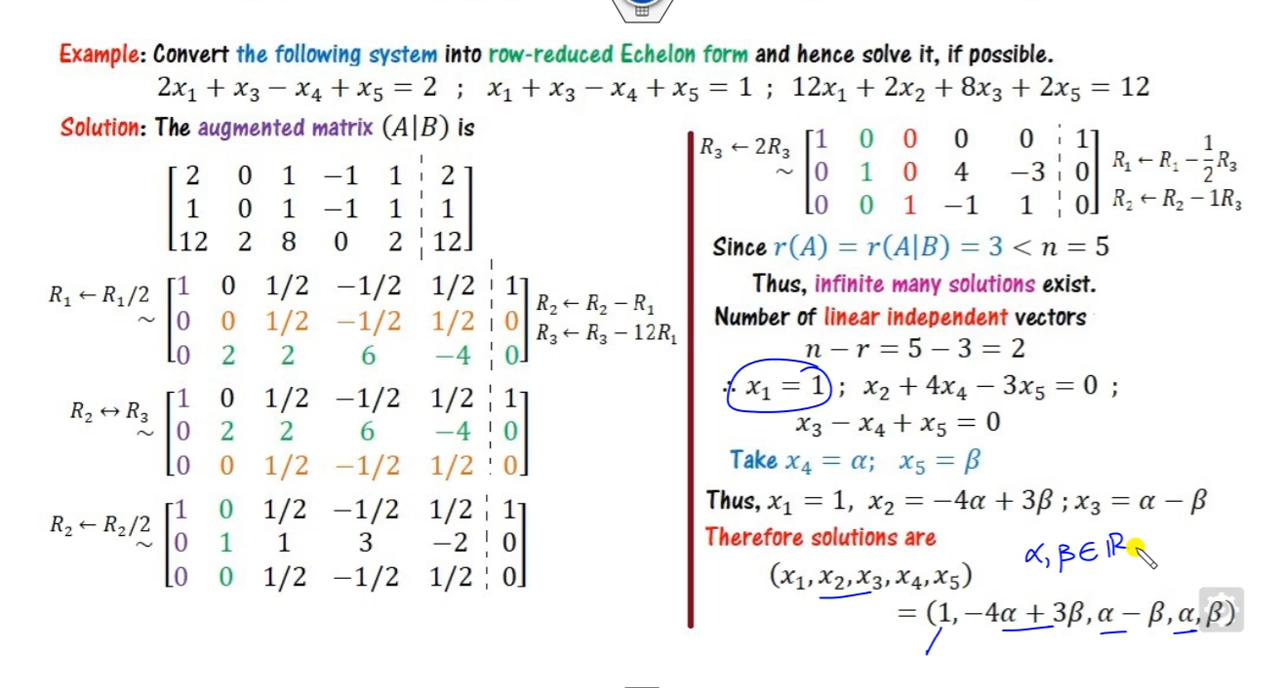 Example: Convert the following system into row-reduced Echelon form and hence solve it, if possible.
2x₁ + x₃ − x₄ + x₅ = 2 ; x₁ + x₃ − x₄ + x₅ = 1 ; 12x₁ + 2x₂ + 8x₃ + 2x₅ = 12
Solution: The augmented matrix (A|B) is
2 0 1 −1 1 2
1 0 1 −1 1 1
12 2 8 0 2 12
R₁ ← R₁/2 ~
1 0 1/2 −1/2 1/2 1
0 0 1/2 −1/2 1/2 0
0 2 2 6 −4 0
R₂ ← R₂ − R₁
R₃ ← R₃ − 12R₁
R₂ ↔ R₃ ~
1 0 1/2 −1/2 1/2 1
0 2 2 6 −4 0
0 0 1/2 −1/2 1/2 0
R₂ ← R₂/2 ~
1 0 1/2 −1/2 1/2 1
0 1 1 3 −2 0
0 0 1/2 −1/2 1/2 0
R₃ ← 2R₃ ~
1 0 0 0 0 1
0 1 0 4 −3 0
0 0 1 −1 1 0
R₁ ← R₁ − 1/2 R₃
R₂ ← R₂ − 1R₃
Since r(A) = r(A|B) = 3 < n = 5
Thus, infinite many solutions exist.
Number of linear independent vectors
n − r = 5 − 3 = 2
∴ x₁ = 1 ; x₂ + 4x₄ − 3x₅ = 0 ;
x₃ − x₄ + x₅ = 0
Take x₄ = α; x₅ = β
Thus, x₁ = 1, x₂ = −4α + 3β ; x₃ = α − β
Therefore solutions are
α, β ∈ ℝ
(x₁, x₂, x₃, x₄, x₅)
= (1, −4α + 3β, α − β, α, β)